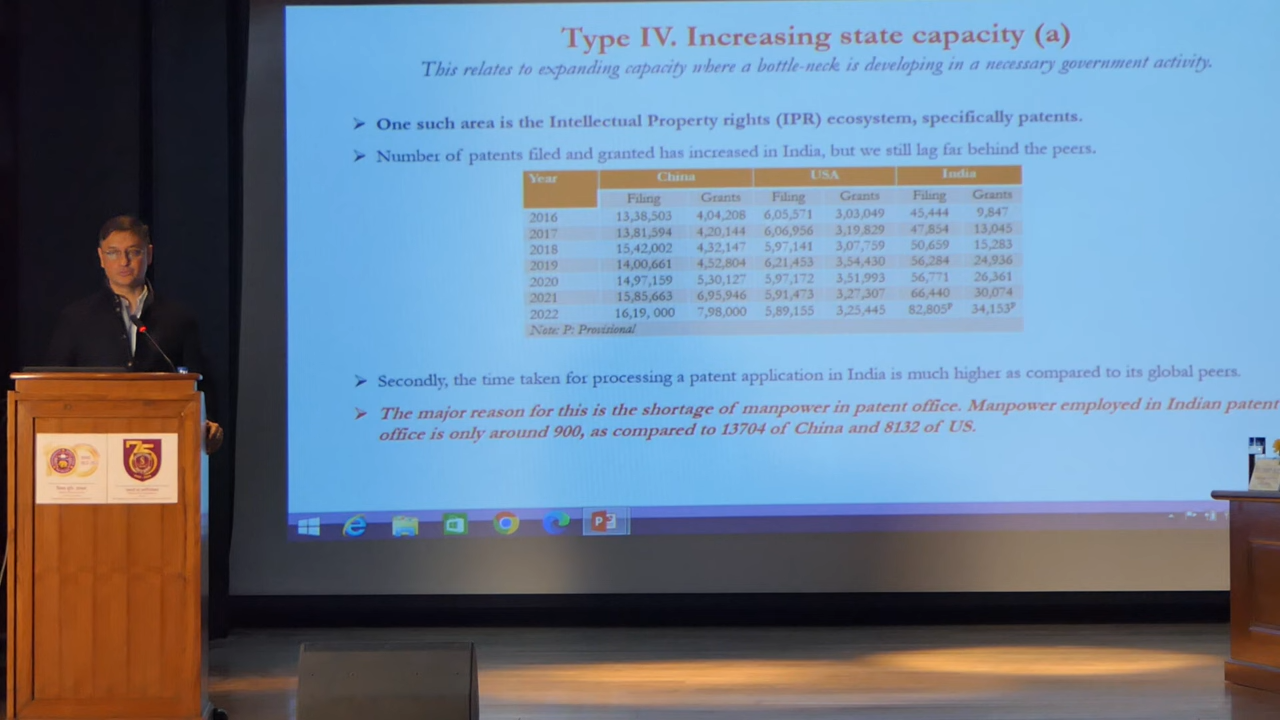 Type IV. Increasing state capacity (a)
This relates to expanding capacity where a bottle-neck is developing in a necessary government activity.
➢ One such area is the Intellectual Property rights (IPR) ecosystem, specifically patents.
➢ Number of patents filed and granted has increased in India, but we still lag far behind the peers.
Year China USA India
Filing Grants Filing Grants Filing Grants
2016 13,38,503 4,04,208 6,05,571 3,03,049 45,444 9,847
2017 13,81,594 4,20,144 6,06,956 3,19,829 47,854 13,045
2018 15,42,002 4,32,147 5,97,141 3,07,759 50,659 15,283
2019 14,00,661 4,52,804 6,21,453 3,54,430 56,284 24,936
2020 14,97,159 5,30,127 5,97,172 3,51,993 56,771 26,361
2021 15,85,663 6,95,946 5,91,473 3,27,307 66,440 30,074
2022 16,19, 000 7,98,000 5,89,155 3,25,445 82,805ᴾ 34,153ᴾ
Note: P: Provisional
➢ Secondly, the time taken for processing a patent application in India is much higher as compared to its global peers.
➢ The major reason for this is the shortage of manpower in patent office. Manpower employed in Indian patent
office is only around 900, as compared to 13704 of China and 8132 of US.
75